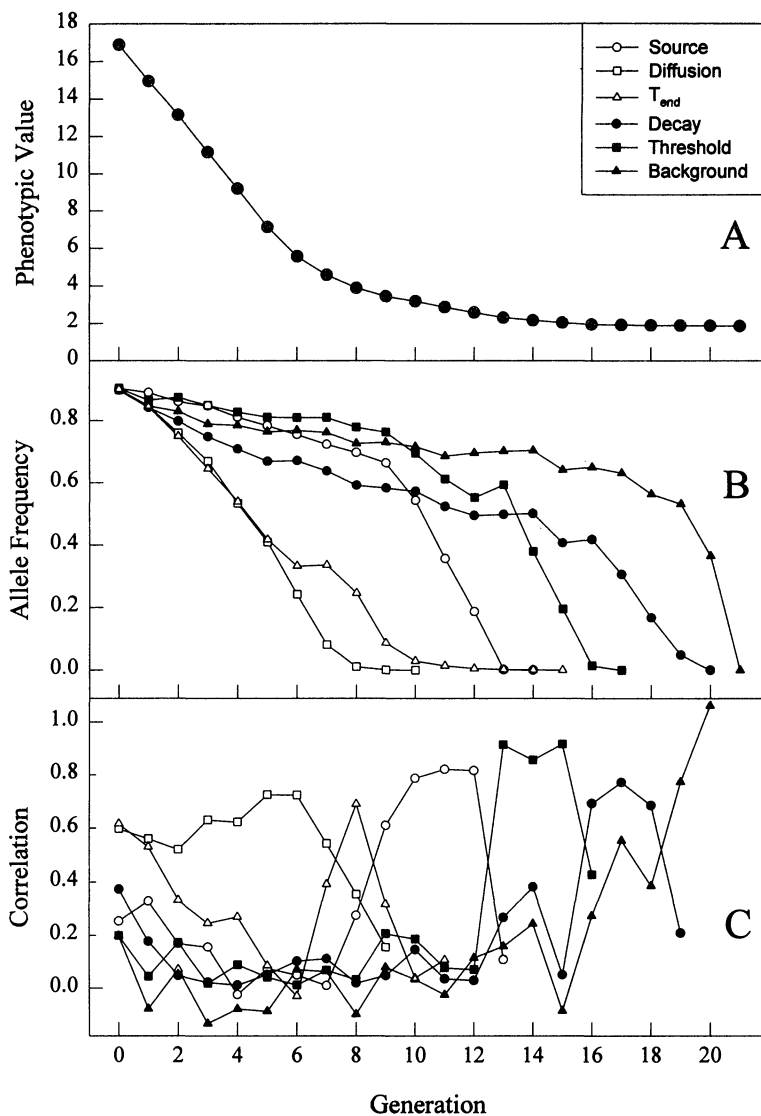 18
16
14
12
10
8
6
4
2
0
Phenotypic Value
Source
Diffusion
Tend
Decay
Threshold
Background
A
0.8
0.6
0.4
0.2
0.0
Allele Frequency
B
1.0
0.8
0.6
0.4
0.2
0.0
Correlation
C
0 2 4 6 8 10 12 14 16 18 20
Generation